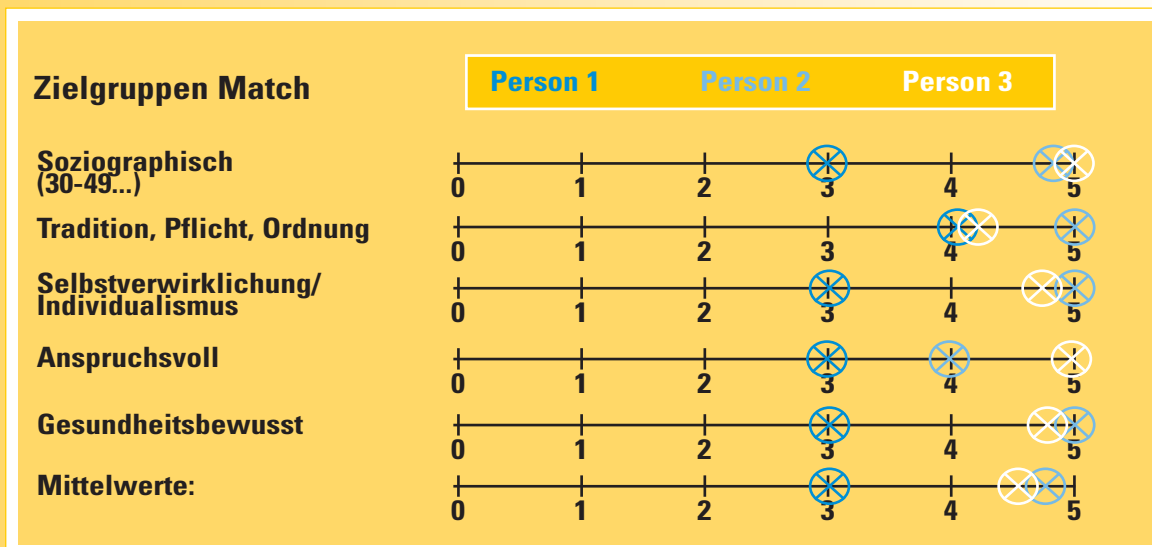 Zielgruppen Match
Person 1 Person 2 Person 3
Soziographisch
(30-49...)
0 1 2 3 4 5
Tradition, Pflicht, Ordnung
0 1 2 3 4 5
Selbstverwirklichung/
Individualismus
0 1 2 3 4 5
Anspruchsvoll
0 1 2 3 4 5
Gesundheitsbewusst
0 1 2 3 4 5
Mittelwerte:
0 1 2 3 4 5